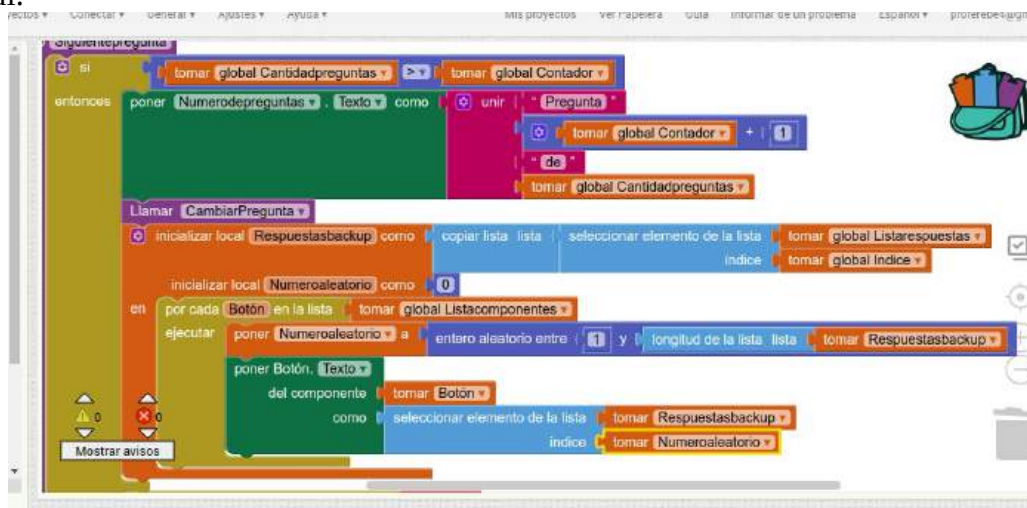 Conectar General Ajustes Ayuda Mis proyectos Ver Papelera Guía Informar de un problema Español
Siguientepregunta
si tomar global Cantidadpreguntas > tomar global Contador
entonces poner Numerodepreguntas . Texto como unir " Pregunta "
tomar global Contador + 1
" de "
tomar global Cantidadpreguntas
Llamar CambiarPregunta
inicializar local Respuestasbackup como copiar lista lista seleccionar elemento de la lista tomar global Listarespuestas
índice tomar global Indice
inicializar local Numeroaleatorio como 0
en por cada Botón en la lista tomar global Listacomponentes
ejecutar poner Numeroaleatorio a entero aleatorio entre 1 y longitud de la lista lista tomar Respuestasbackup
poner Botón. Texto
del componente tomar Botón
como seleccionar elemento de la lista tomar Respuestasbackup
índice tomar Numeroaleatorio
0 0
Mostrar avisos